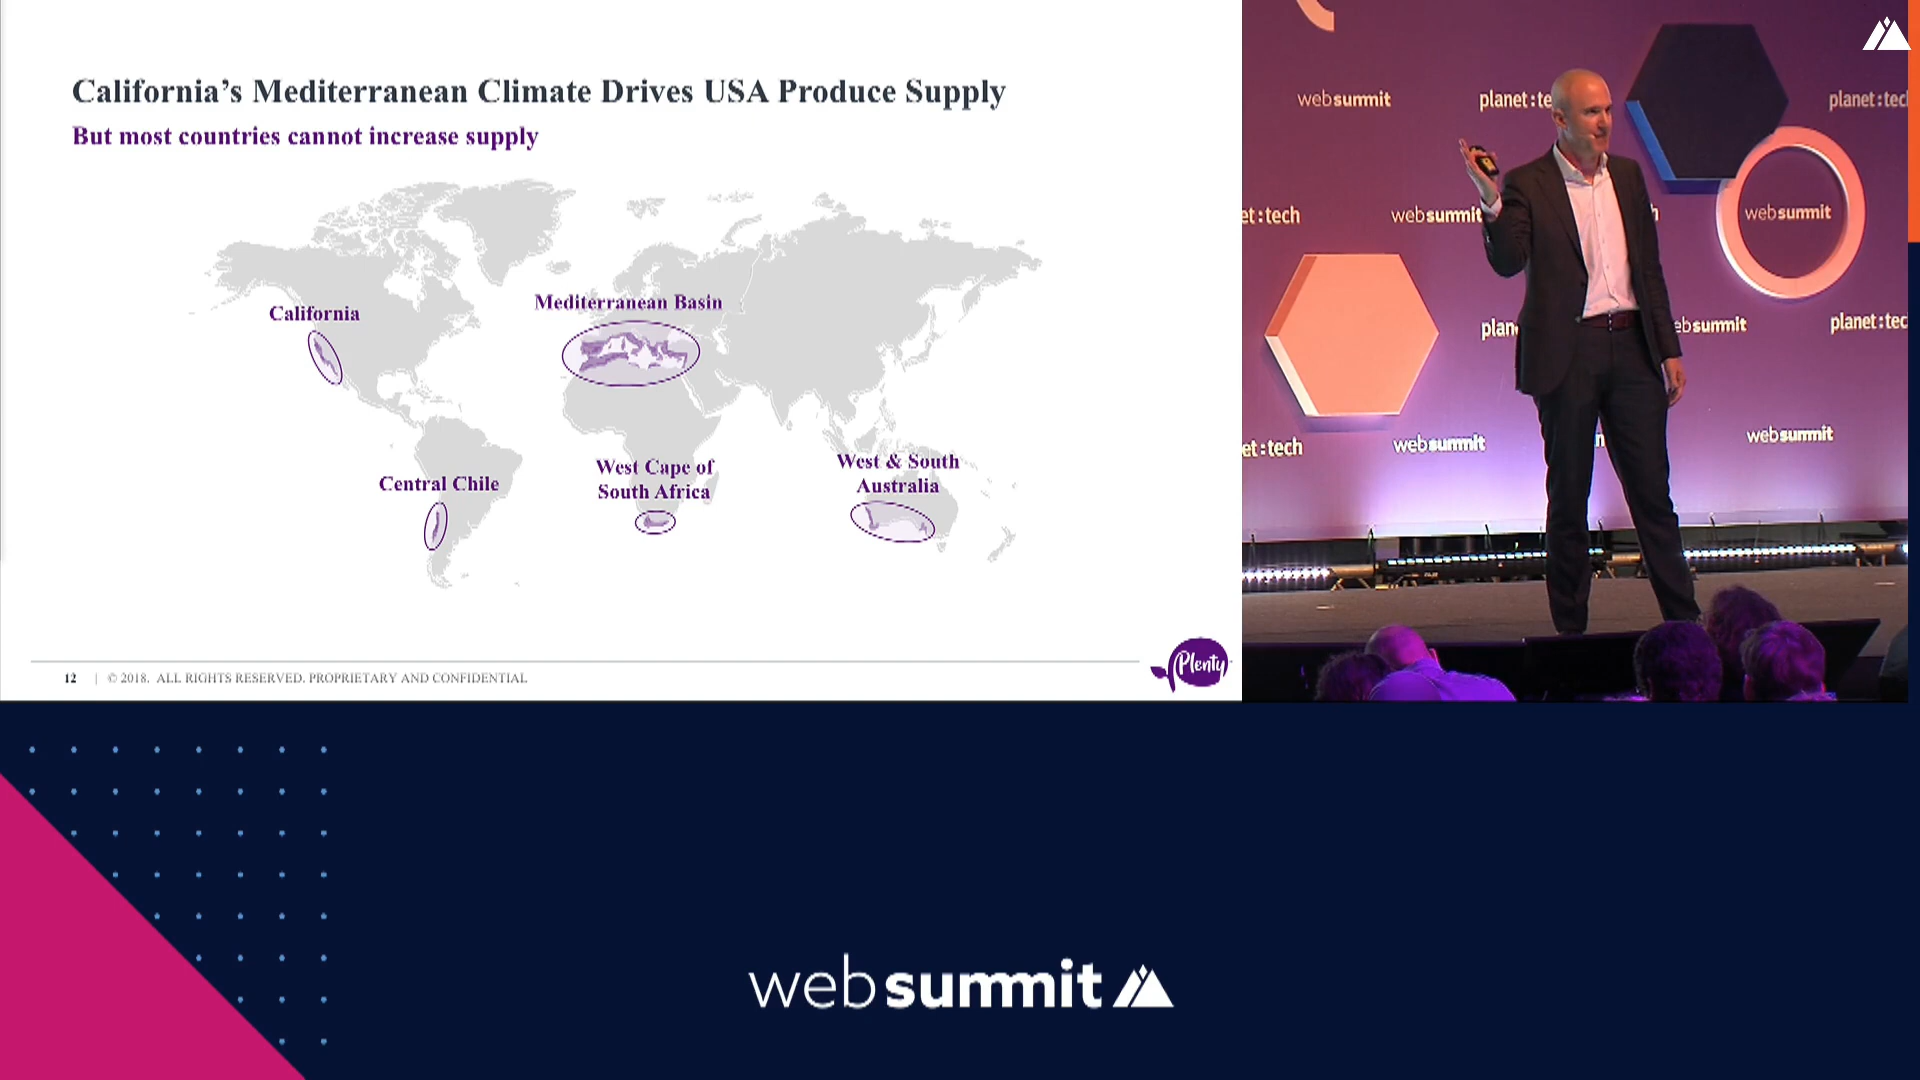 California's Mediterranean Climate Drives USA Produce Supply
But most countries cannot increase supply
California
Mediterranean Basin
Central Chile
West Cape of
South Africa
West & South
Australia
12 | © 2018. ALL RIGHTS RESERVED. PROPRIETARY AND CONFIDENTIAL
Plenty
websummit
planet:te
planet:tec
et:tech
websummit
websummit
plan
ebsummit
planet:tec
et:tech
websummit
websummit
websummit